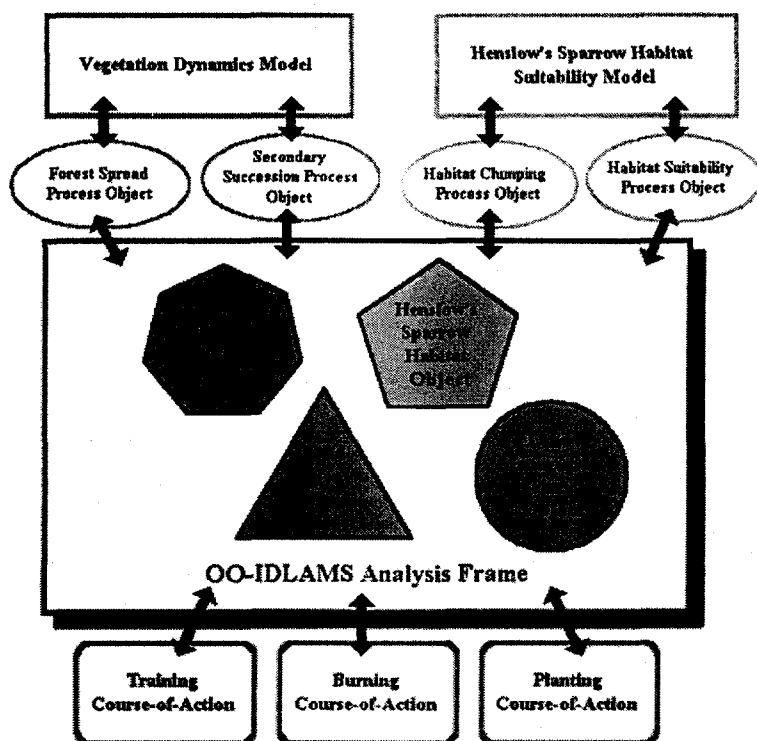 Vegetation Dynamics Model
Henslow's Sparrow Habitat
Suitability Model
Forest Spread
Process Object
Secondary
Succession Process
Object
Habitat Clumping
Process Object
Habitat Suitability
Process Object
Henslow's
Sparrow
Habitat
Object
OO-IDLAMS Analysis Frame
Training
Course-of-Action
Burning
Course-of-Action
Planting
Course-of-Action